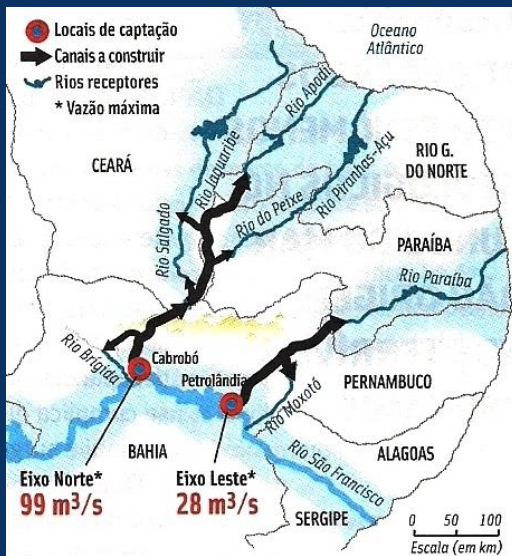 Locais de captação
Canais a construir
Rios receptores
* Vazão máxima
Oceano
Atlântico
CEARÁ
Rio Jaguaribe
Rio Apodi
RIO G.
DO NORTE
Rio Salgado
Rio do Peixe
Rio Piranhas-Açu
PARAÍBA
Rio Paraíba
Rio Brígida
Cabrobó
Petrolândia
Rio Moxotó
PERNAMBUCO
BAHIA
ALAGOAS
Eixo Norte*
99 m³/s
Eixo Leste*
28 m³/s
Rio São Francisco
SERGIPE
0 50 100
Escala (em km)